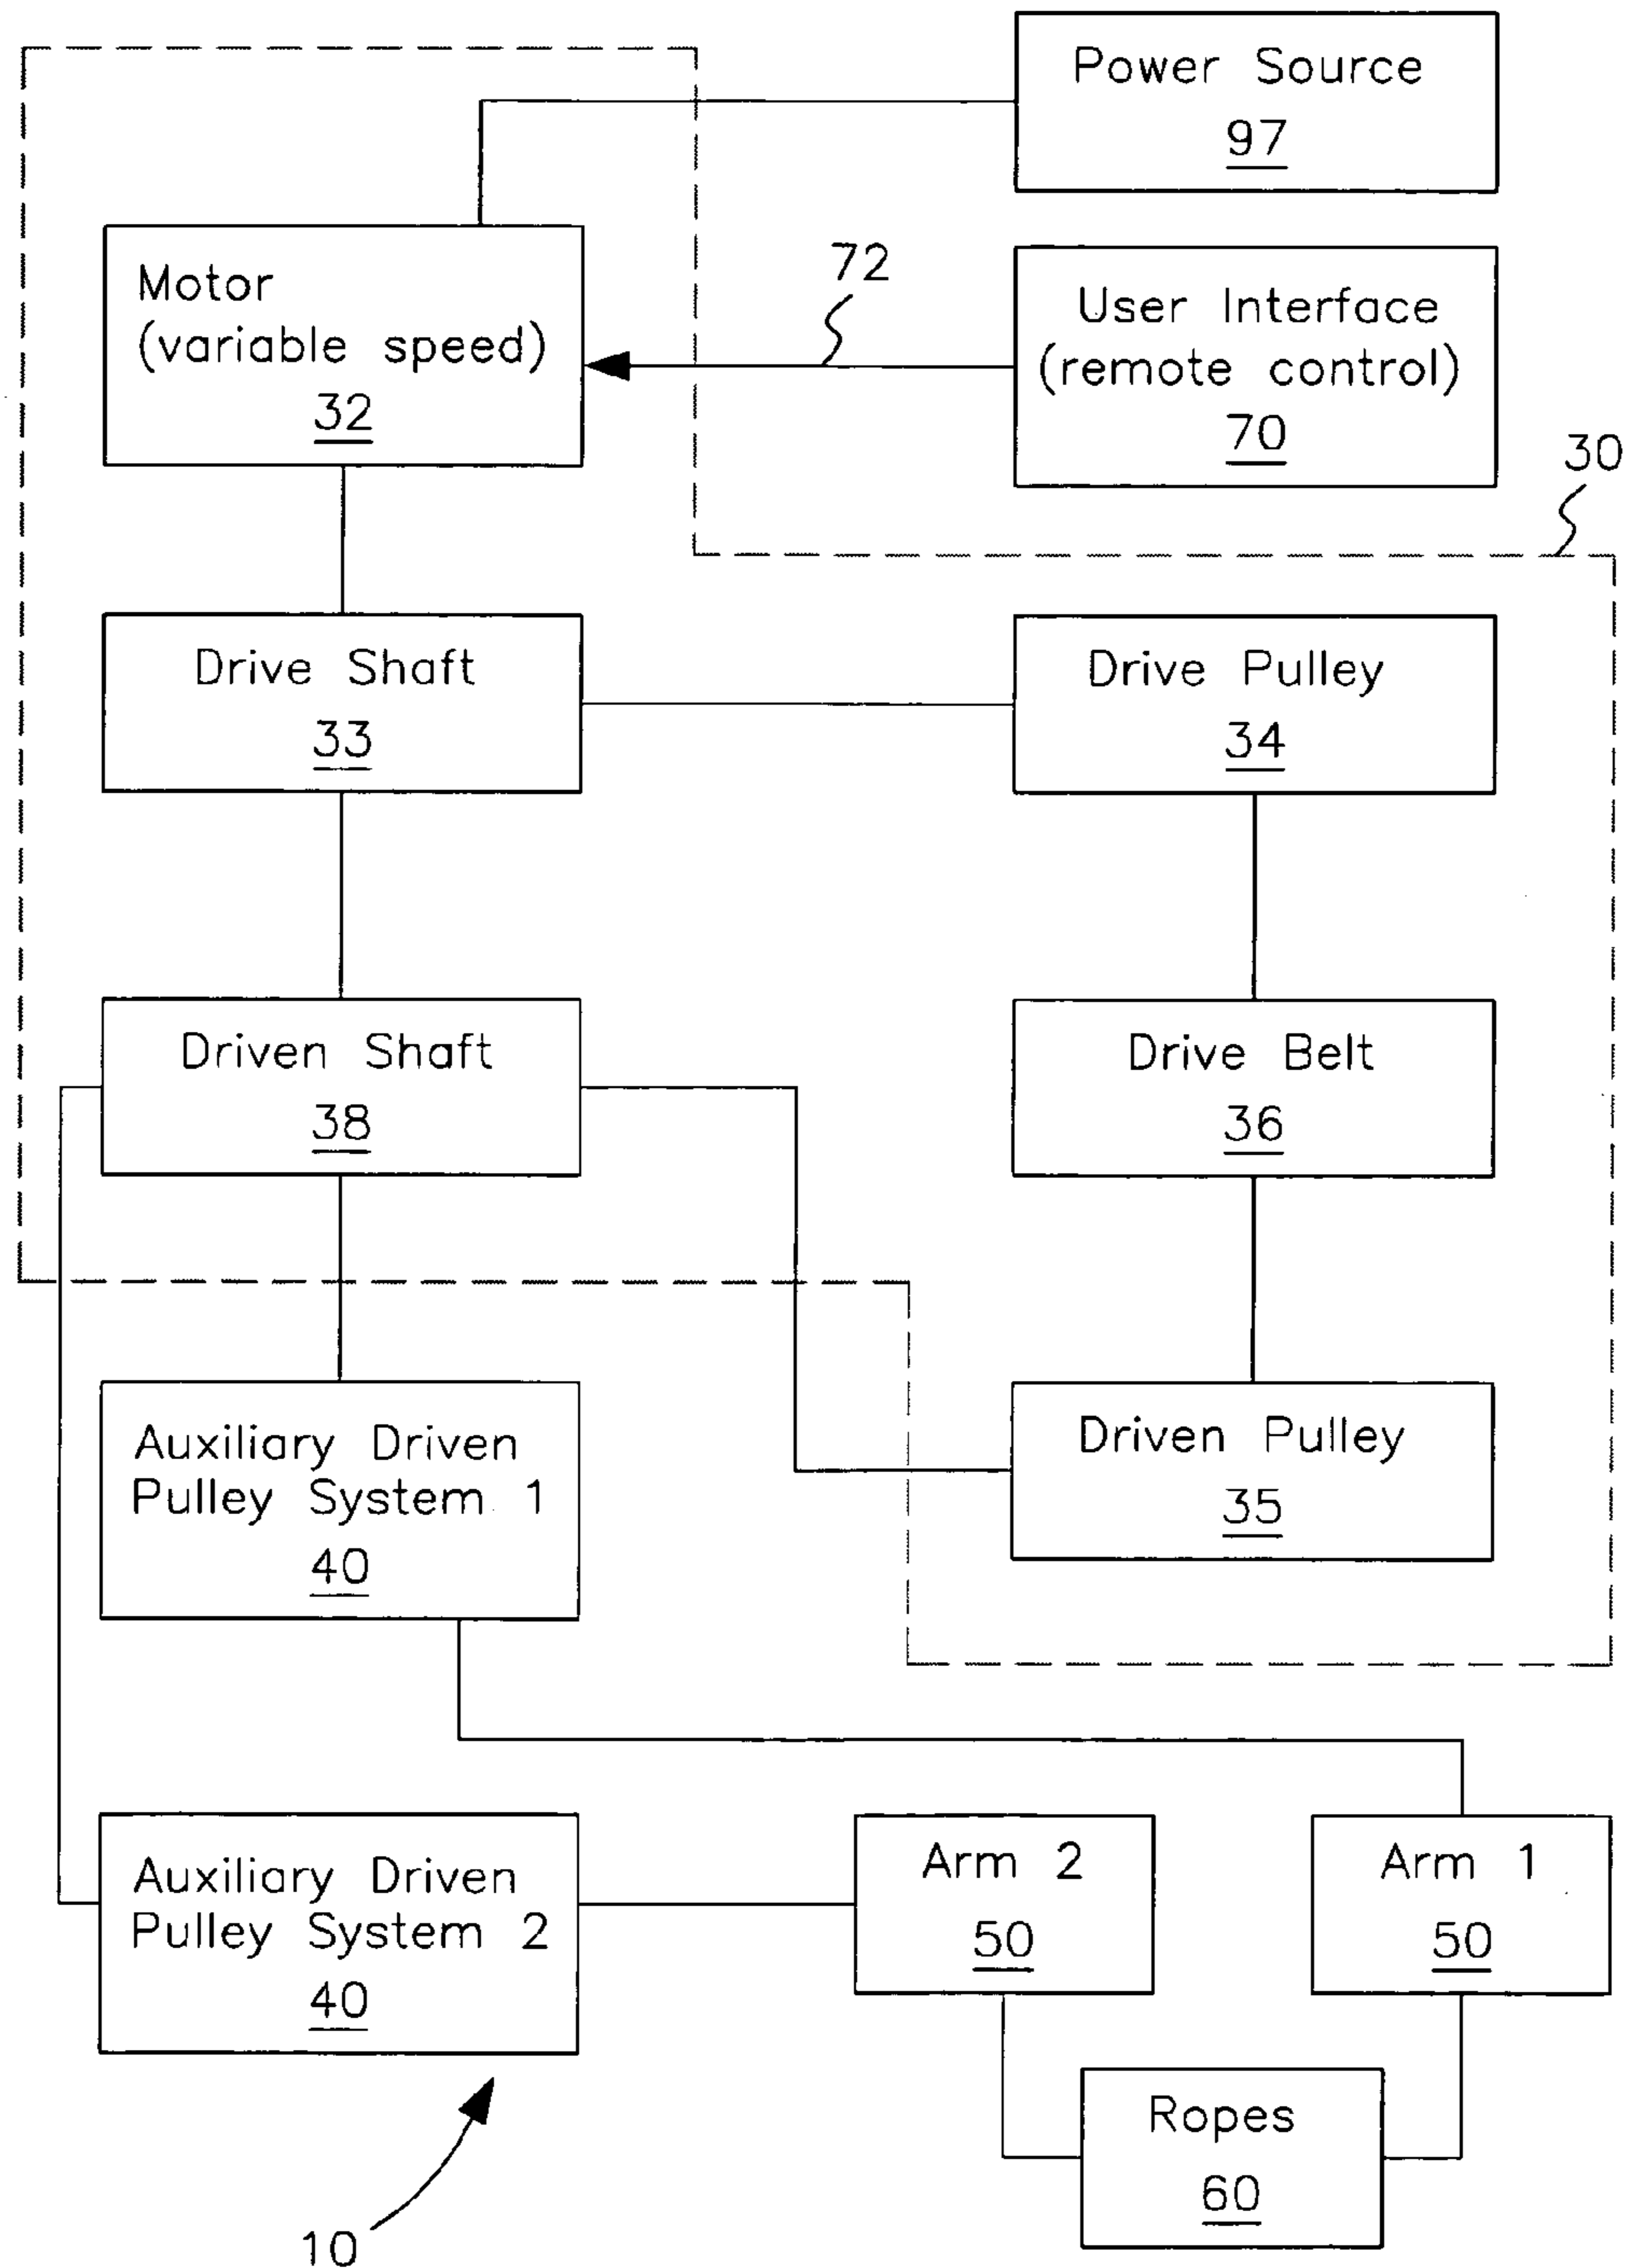 Power Source
97
Motor
(variable speed)
32
72
User Interface
(remote control)
70
30
Drive Shaft
33
Drive Pulley
34
Driven Shaft
38
Drive Belt
36
Auxiliary Driven
Pulley System 1
40
Driven Pulley
35
Auxiliary Driven
Pulley System 2
40
Arm 2
50
Arm 1
50
Ropes
60
10